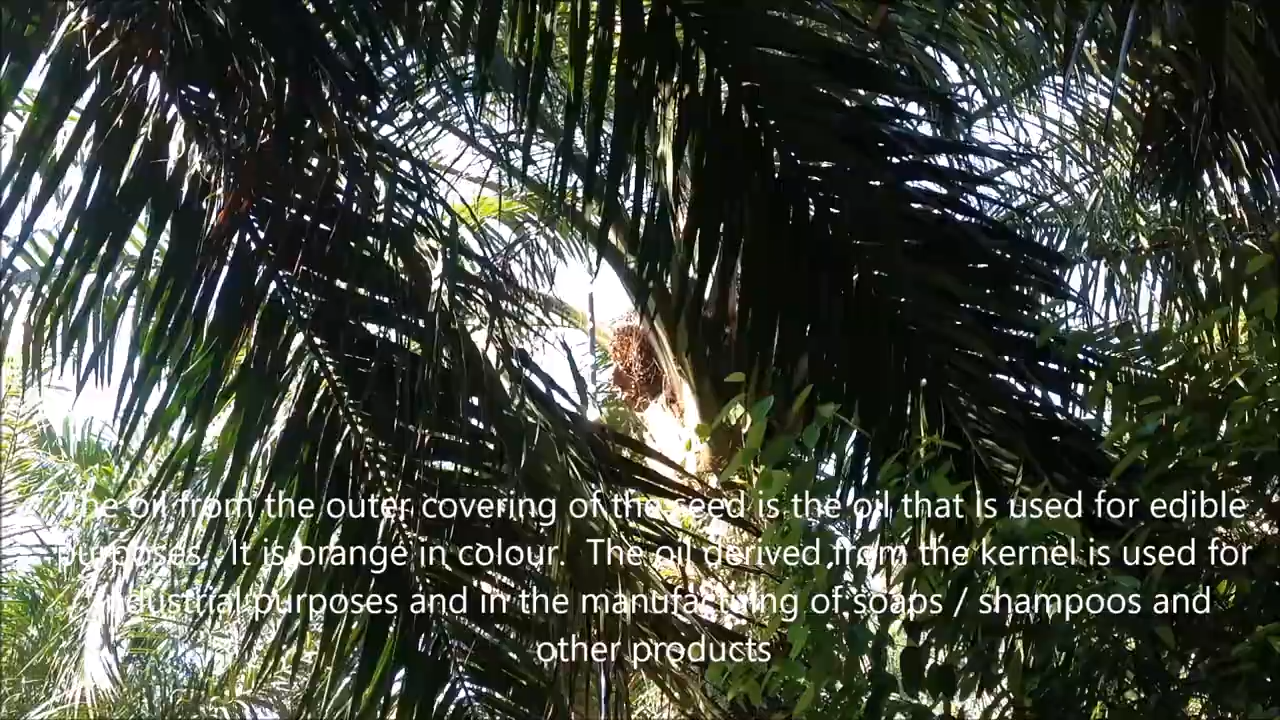 The oil from the outer covering of the seed is the oil that is used for edible
purposes.  It is orange in colour.  The oil derived from the kernel is used for
industrial purposes and in the manufacturing of soaps / shampoos and
other products